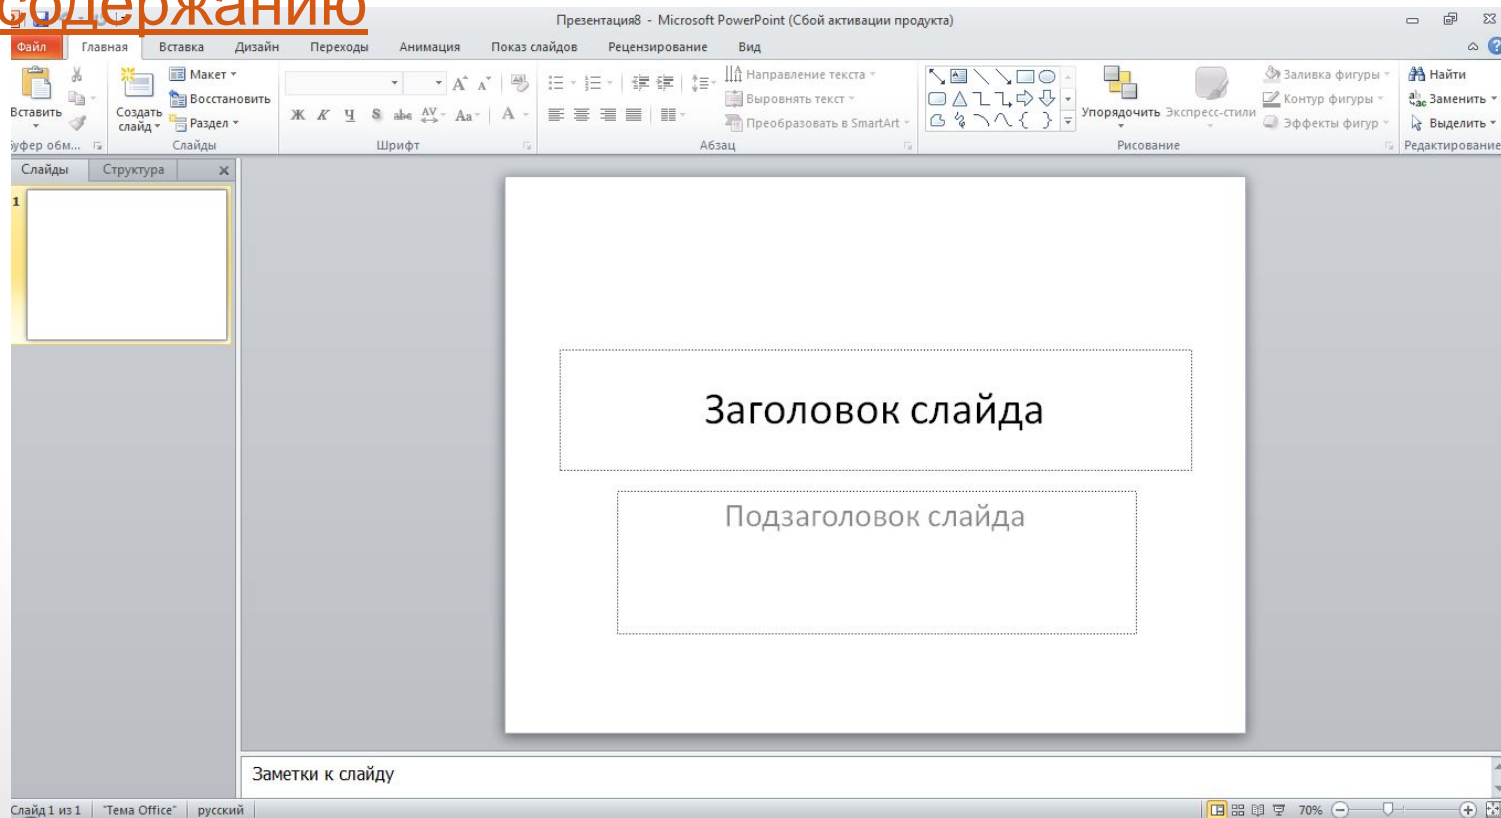 содержанию
Презентация8 - Microsoft PowerPoint (Сбой активации продукта)
Файл Главная Вставка Дизайн Переходы Анимация Показ слайдов Рецензирование Вид
Вставить
Создать слайд
Макет
Восстановить
Раздел
Ж К Ч S abc AV Aa A
Направление текста
Выровнять текст
Преобразовать в SmartArt
Упорядочить Экспресс-стили
Заливка фигуры
Контур фигуры
Эффекты фигур
Найти
Заменить
Выделить
Слайды Шрифт Абзац Рисование Редактирование
Слайды Структура
1
Заголовок слайда
Подзаголовок слайда
Заметки к слайду
Слайд 1 из 1 "Тема Office" русский 70%